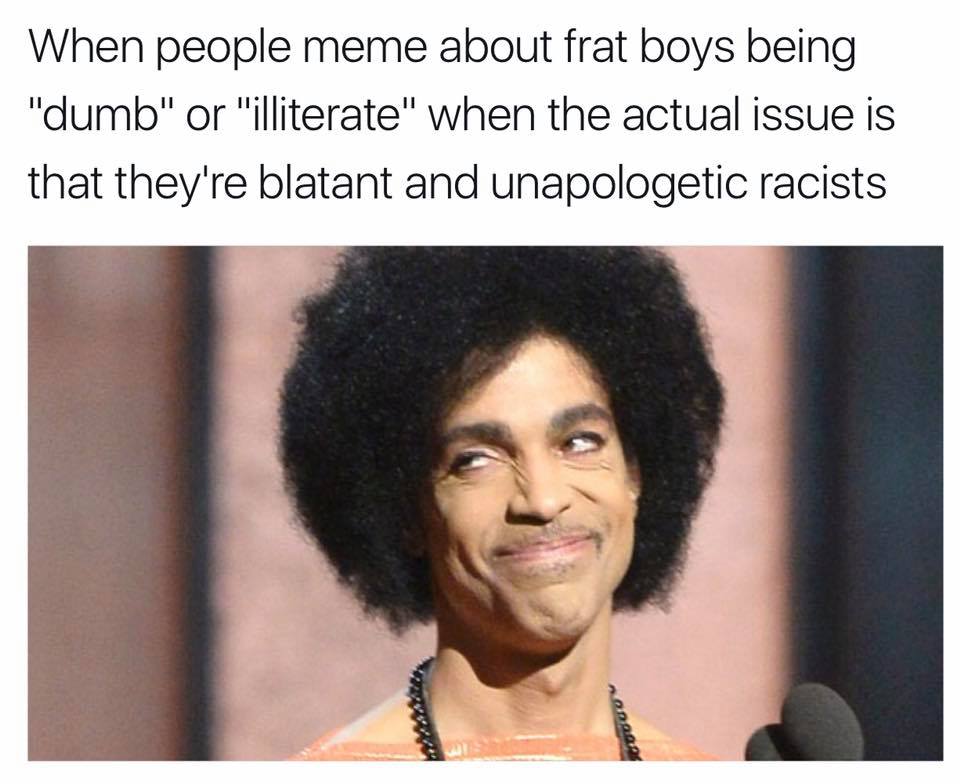 When people meme about frat boys being
"dumb" or "illiterate" when the actual issue is
that they're blatant and unapologetic racists